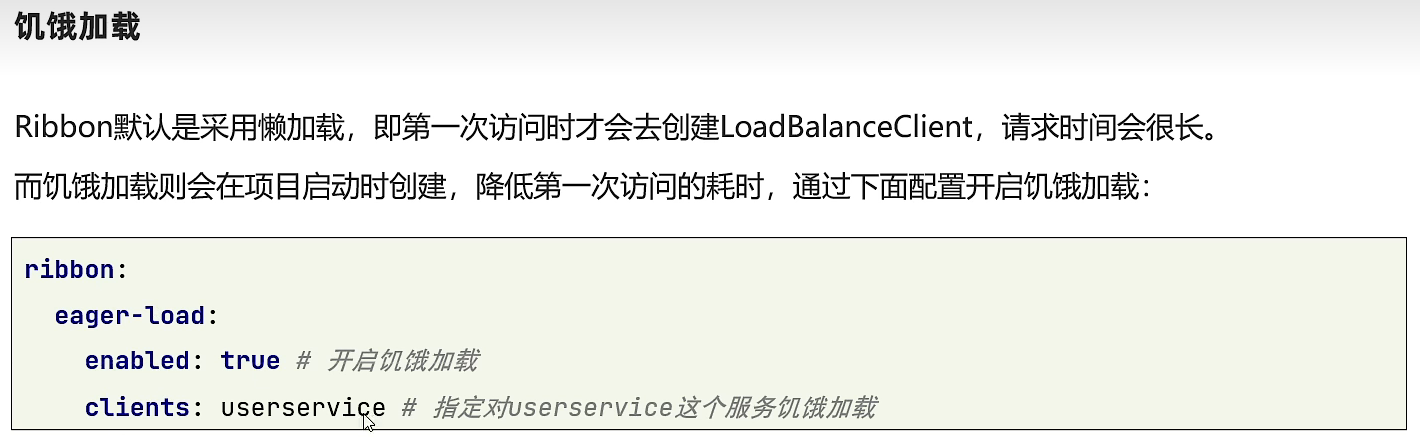 饥饿加载
Ribbon默认是采用懒加载，即第一次访问时才会去创建LoadBalanceClient，请求时间会很长。
而饥饿加载则会在项目启动时创建，降低第一次访问的耗时，通过下面配置开启饥饿加载：
ribbon:
  eager-load:
    enabled: true # 开启饥饿加载
    clients: userservice # 指定对userservice这个服务饥饿加载